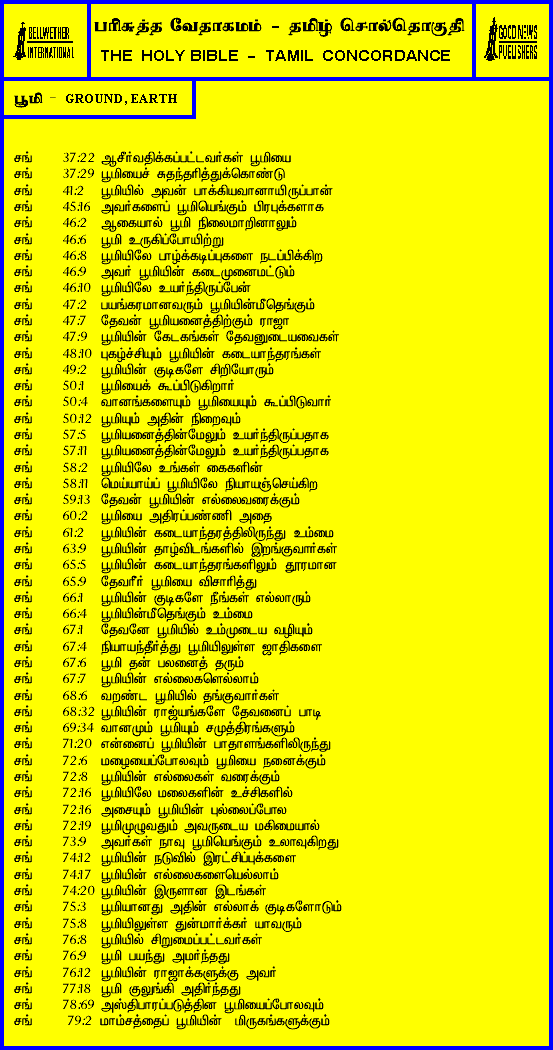 BELLWETHER
INTERNATIONAL
பரிசுத்த வேதாகமம் - தமிழ் சொல்தொகுதி
THE HOLY BIBLE - TAMIL CONCORDANCE
GOOD NEWS
PUBLISHERS
பூமி - GROUND, EARTH
சங் 37:22 ஆசீர்வதிக்கப்பட்டவர்கள் பூமியை
சங் 37:29 பூமியைச் சுதந்தரித்துக்கொண்டு
சங் 41:2 பூமியில் அவன் பாக்கியவானாயிருப்பான்
சங் 45:16 அவர்களைப் பூமியெங்கும் பிரபுக்களாக
சங் 46:2 ஆகையால் பூமி நிலைமாறினாலும்
சங் 46:6 பூமி உருகிப்போயிற்று
சங் 46:8 பூமியிலே பாழ்க்கடிப்புகளை நடப்பிக்கிற
சங் 46:9 அவர் பூமியின் கடைமுனைமட்டும்
சங் 46:10 பூமியிலே உயர்ந்திருப்பேன்
சங் 47:2 பயங்கரமானவரும் பூமியின்மீதெங்கும்
சங் 47:7 தேவன் பூமியனைத்திற்கும் ராஜா
சங் 47:9 பூமியின் கேடகங்கள் தேவனுடையவைகள்
சங் 48:10 புகழ்ச்சியும் பூமியின் கடையாந்தரங்கள்
சங் 49:2 பூமியின் குடிகளே சிறியோரும்
சங் 50:1 பூமியைக் கூப்பிடுகிறார்
சங் 50:4 வானங்களையும் பூமியையும் கூப்பிடுவார்
சங் 50:12 பூமியும் அதின் நிறைவும்
சங் 57:5 பூமியனைத்தின்மேலும் உயர்ந்திருப்பதாக
சங் 57:11 பூமியனைத்தின்மேலும் உயர்ந்திருப்பதாக
சங் 58:2 பூமியிலே உங்கள் கைகளின்
சங் 58:11 மெய்யாய்ப் பூமியிலே நியாயஞ்செய்கிற
சங் 59:13 தேவன் பூமியின் எல்லைவரைக்கும்
சங் 60:2 பூமியை அதிரப்பண்ணி அதை
சங் 61:2 பூமியின் கடையாந்தரத்திலிருந்து உம்மை
சங் 63:9 பூமியின் தாழ்விடங்களில் இறங்குவார்கள்
சங் 65:5 பூமியின் கடையாந்தரங்களிலும் தூரமான
சங் 65:9 தேவரீர் பூமியை விசாரித்து
சங் 66:1 பூமியின் குடிகளே நீங்கள் எல்லாரும்
சங் 66:4 பூமியின்மீதெங்கும் உம்மை
சங் 67:1 தேவனே பூமியில் உம்முடைய வழியும்
சங் 67:4 நியாயந்தீர்த்து பூமியிலுள்ள ஜாதிகளை
சங் 67:6 பூமி தன் பலனைத் தரும்
சங் 67:7 பூமியின் எல்லைகளெல்லாம்
சங் 68:6 வறண்ட பூமியில் தங்குவார்கள்
சங் 68:32 பூமியின் ராஜ்யங்களே தேவனைப் பாடி
சங் 69:34 வானமும் பூமியும் சமுத்திரங்களும்
சங் 71:20 என்னைப் பூமியின் பாதாளங்களிலிருந்து
சங் 72:6 மழையைப்போலவும் பூமியை நனைக்கும்
சங் 72:8 பூமியின் எல்லைகள் வரைக்கும்
சங் 72:16 பூமியிலே மலைகளின் உச்சிகளில்
சங் 72:16 அசையும் பூமியின் புல்லைப்போல
சங் 72:19 பூமிமுழுவதும் அவருடைய மகிமையால்
சங் 73:9 அவர்கள் நாவு பூமியெங்கும் உலாவுகிறது
சங் 74:12 பூமியின் நடுவில் இரட்சிப்புக்களை
சங் 74:17 பூமியின் எல்லைகளையெல்லாம்
சங் 74:20 பூமியின் இருளான இடங்கள்
சங் 75:3 பூமியானது அதின் எல்லாக் குடிகளோடும்
சங் 75:8 பூமியிலுள்ள துன்மார்க்கர் யாவரும்
சங் 76:8 பூமியில் சிறுமைப்பட்டவர்கள்
சங் 76:9 பூமி பயந்து அமர்ந்தது
சங் 76:12 பூமியின் ராஜாக்களுக்கு அவர்
சங் 77:18 பூமி குலுங்கி அதிர்ந்தது
சங் 78:69 அஸ்திபாரப்படுத்தின பூமியைப்போலவும்
சங் 79:2 மாம்சத்தைப் பூமியின் மிருகங்களுக்கும்